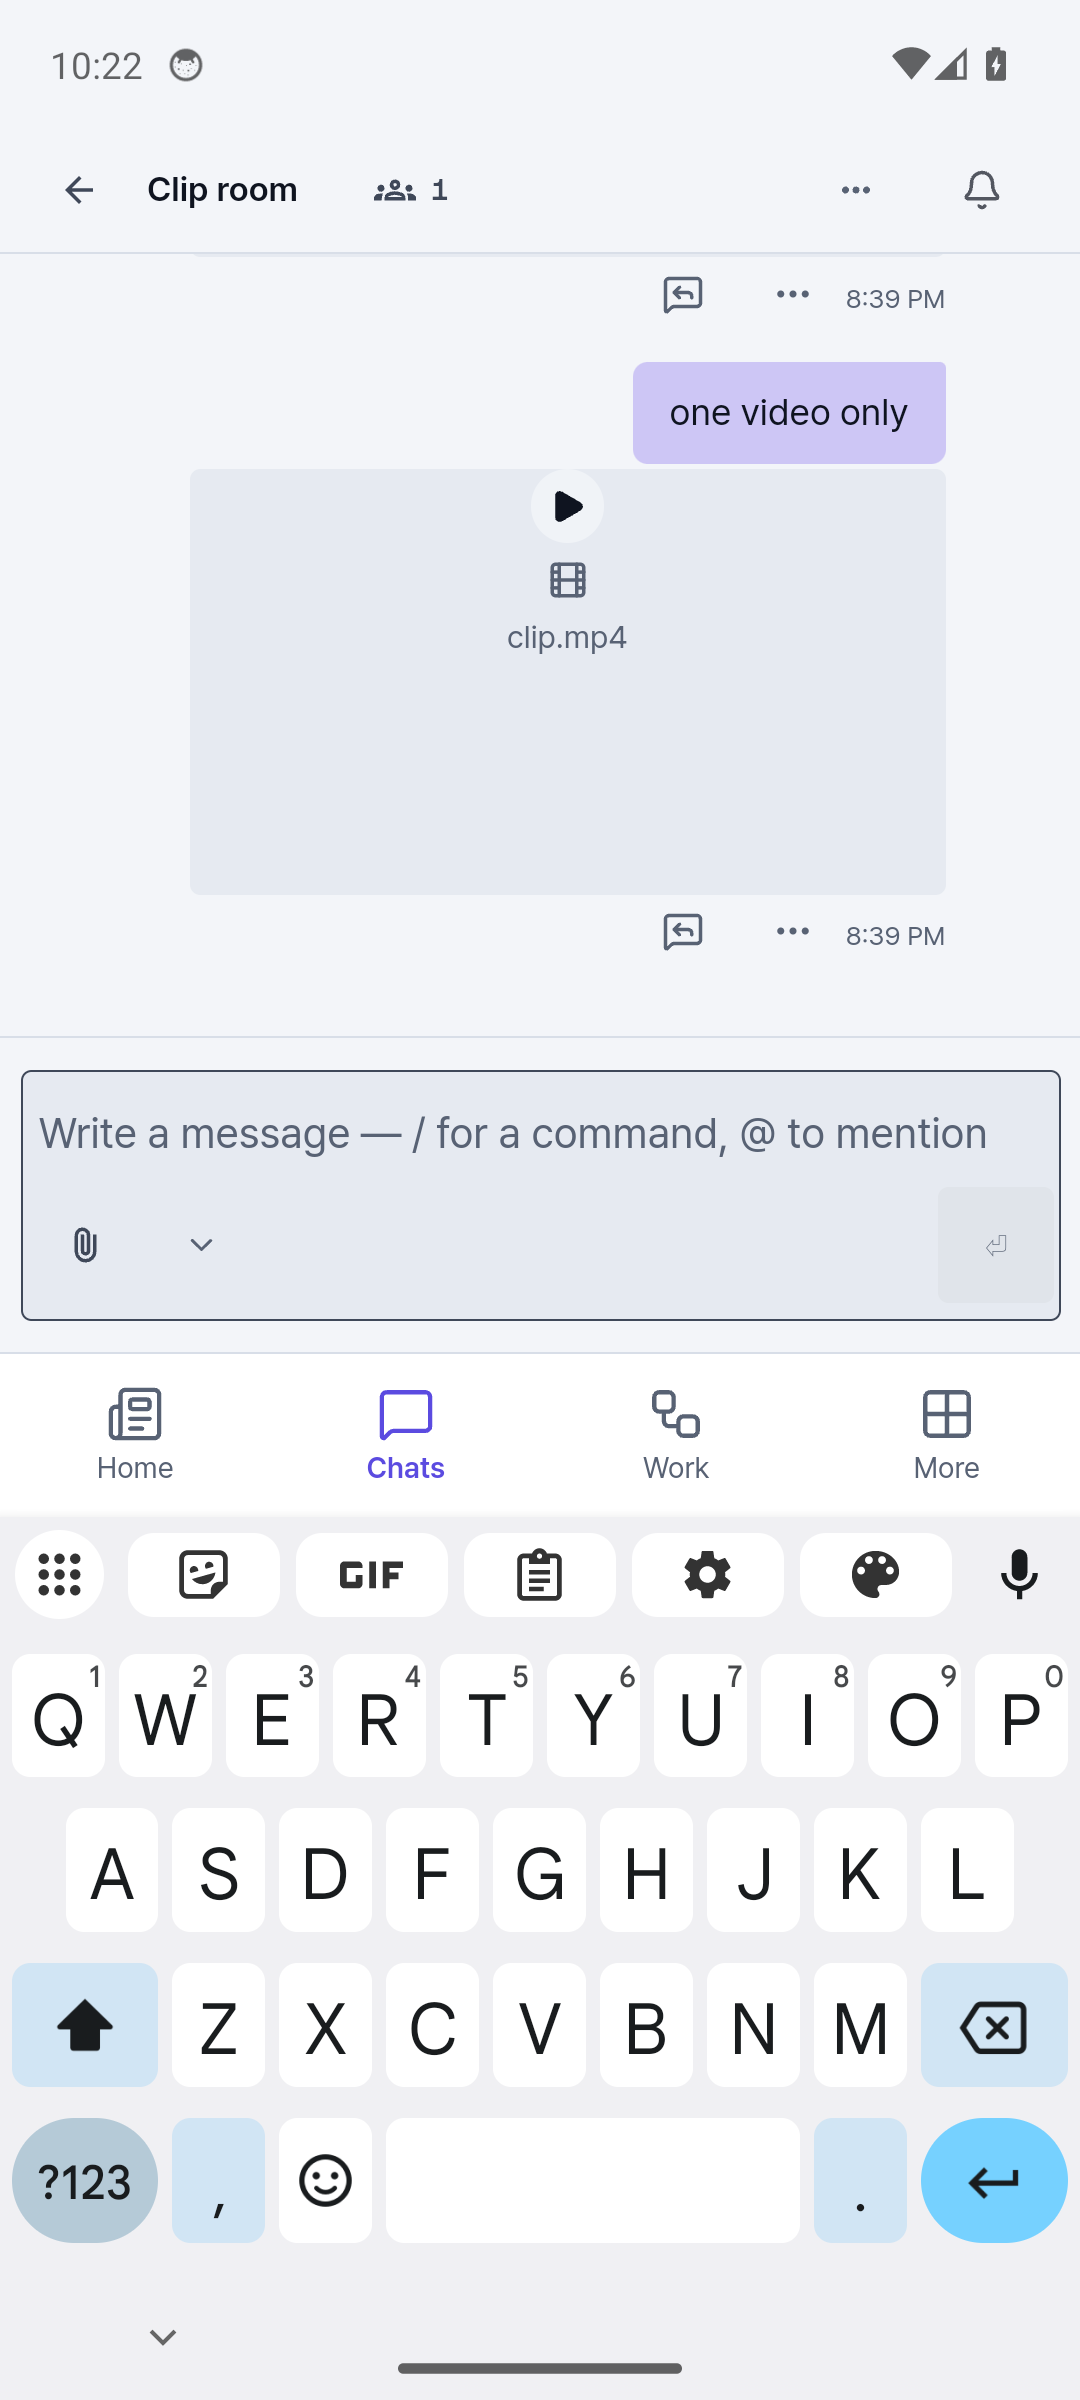 10:22
Clip room 1
8:39 PM
one video only
clip.mp4
8:39 PM
Write a message — / for a command, @ to mention
Home Chats Work More
GIF
Q 1 W 2 E 3 R 4 T 5 Y 6 U 7 I 8 O 9 P 0
A S D F G H J K L
Z X C V B N M
?123 , .